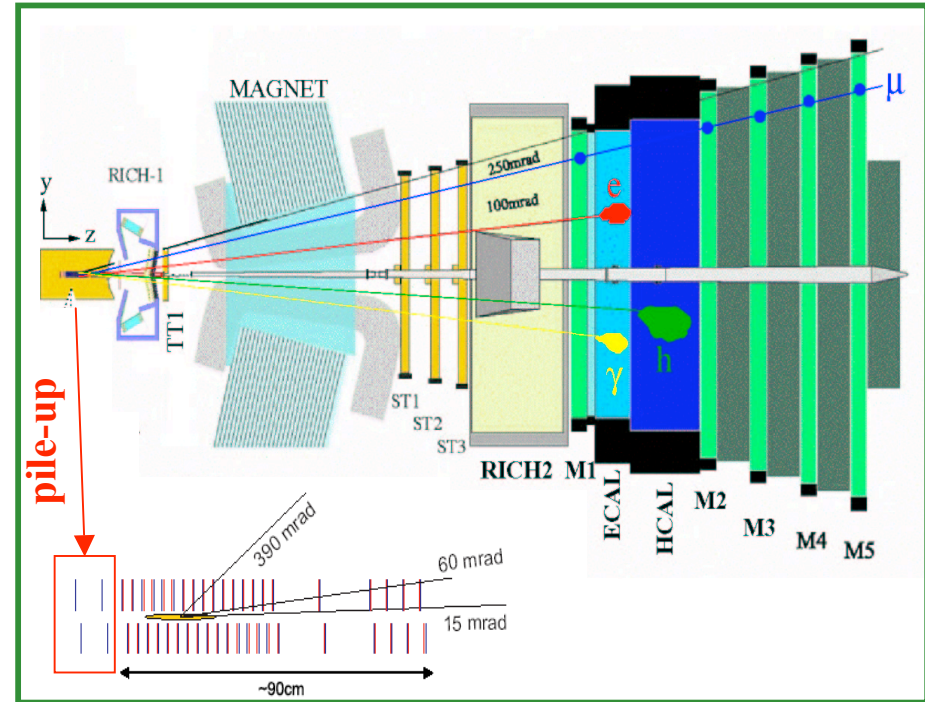 MAGNET
μ
RICH-1
250mrad
e
y
100mrad
z
TT1
h
γ
ST1
ST2
ST3
RICH2
M1
ECAL
HCAL
M2
M3
M4
M5
pile-up
390 mrad
60 mrad
15 mrad
~90cm